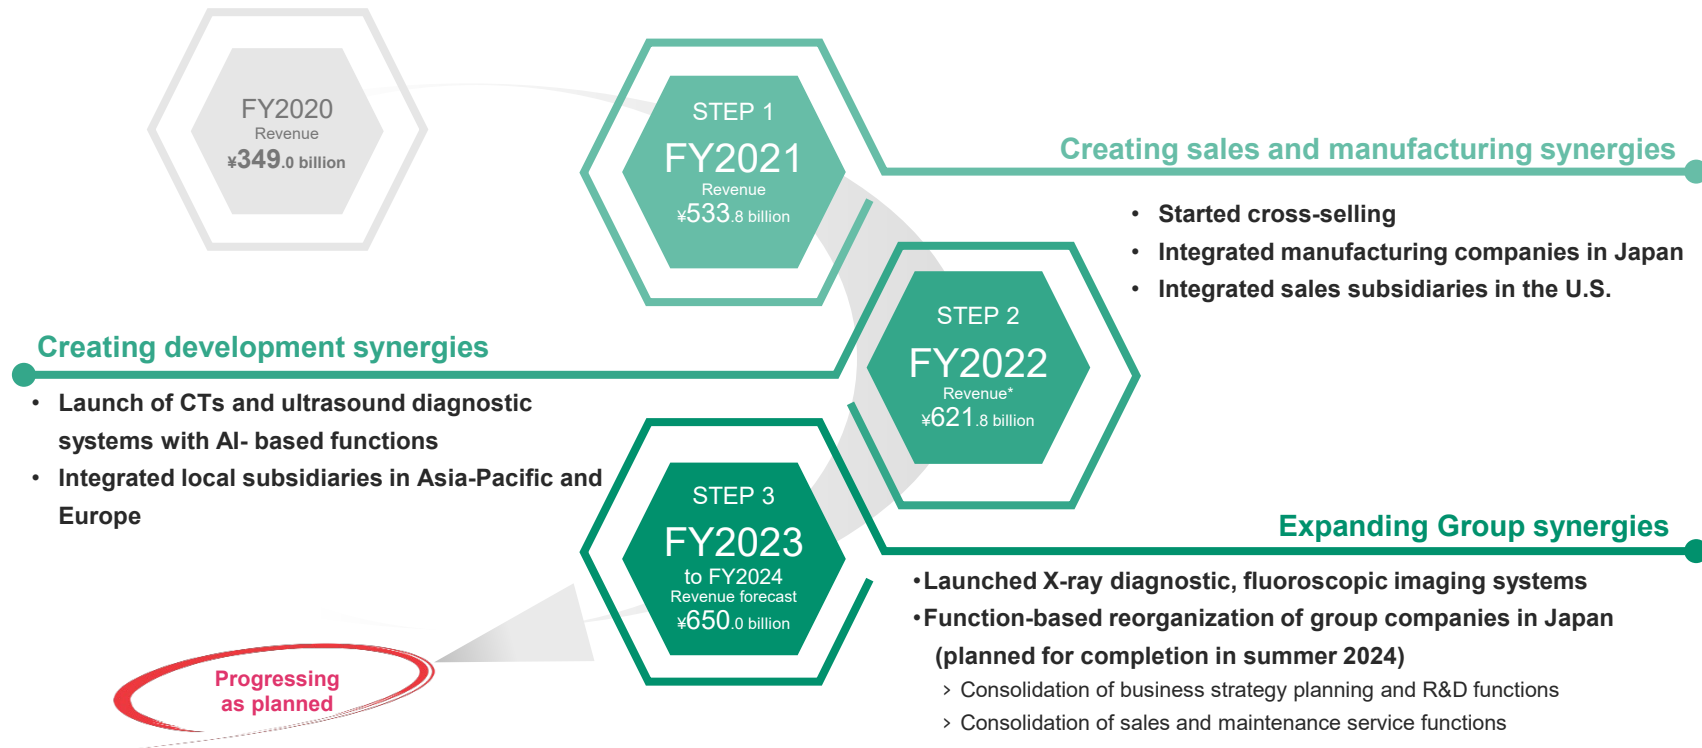 FY2020
Revenue
¥349.0 billion
STEP 1
FY2021
Revenue
¥533.8 billion
Creating sales and manufacturing synergies
• Started cross-selling
• Integrated manufacturing companies in Japan
• Integrated sales subsidiaries in the U.S.
STEP 2
FY2022
Revenue*
¥621.8 billion
Creating development synergies
• Launch of CTs and ultrasound diagnostic
systems with AI- based functions
• Integrated local subsidiaries in Asia-Pacific and
Europe
STEP 3
FY2023
to FY2024
Revenue forecast
¥650.0 billion
Expanding Group synergies
•Launched X-ray diagnostic, fluoroscopic imaging systems
•Function-based reorganization of group companies in Japan
(planned for completion in summer 2024)
> Consolidation of business strategy planning and R&D functions
> Consolidation of sales and maintenance service functions
Progressing
as planned